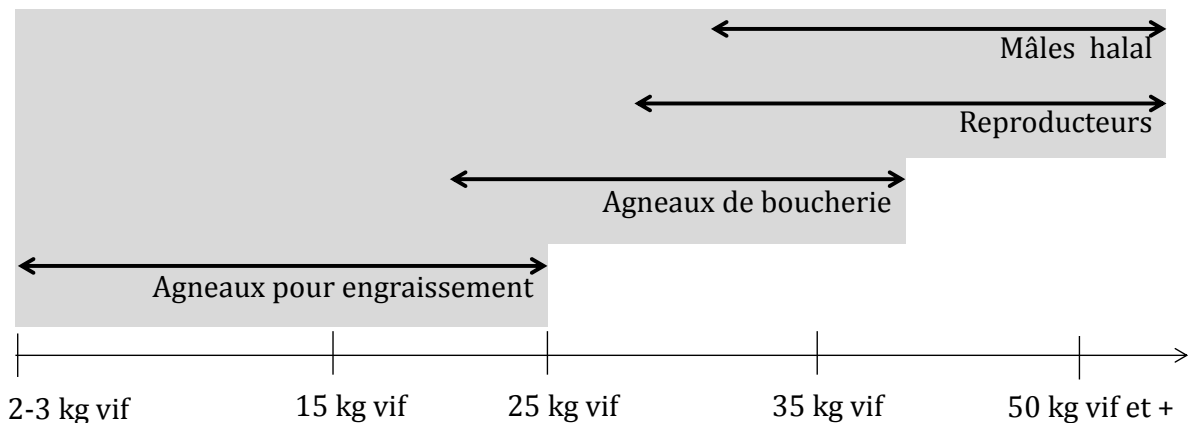 Mâles halal
Reproducteurs
Agneaux de boucherie
Agneaux pour engraissement
2-3 kg vif
15 kg vif
25 kg vif
35 kg vif
50 kg vif et +